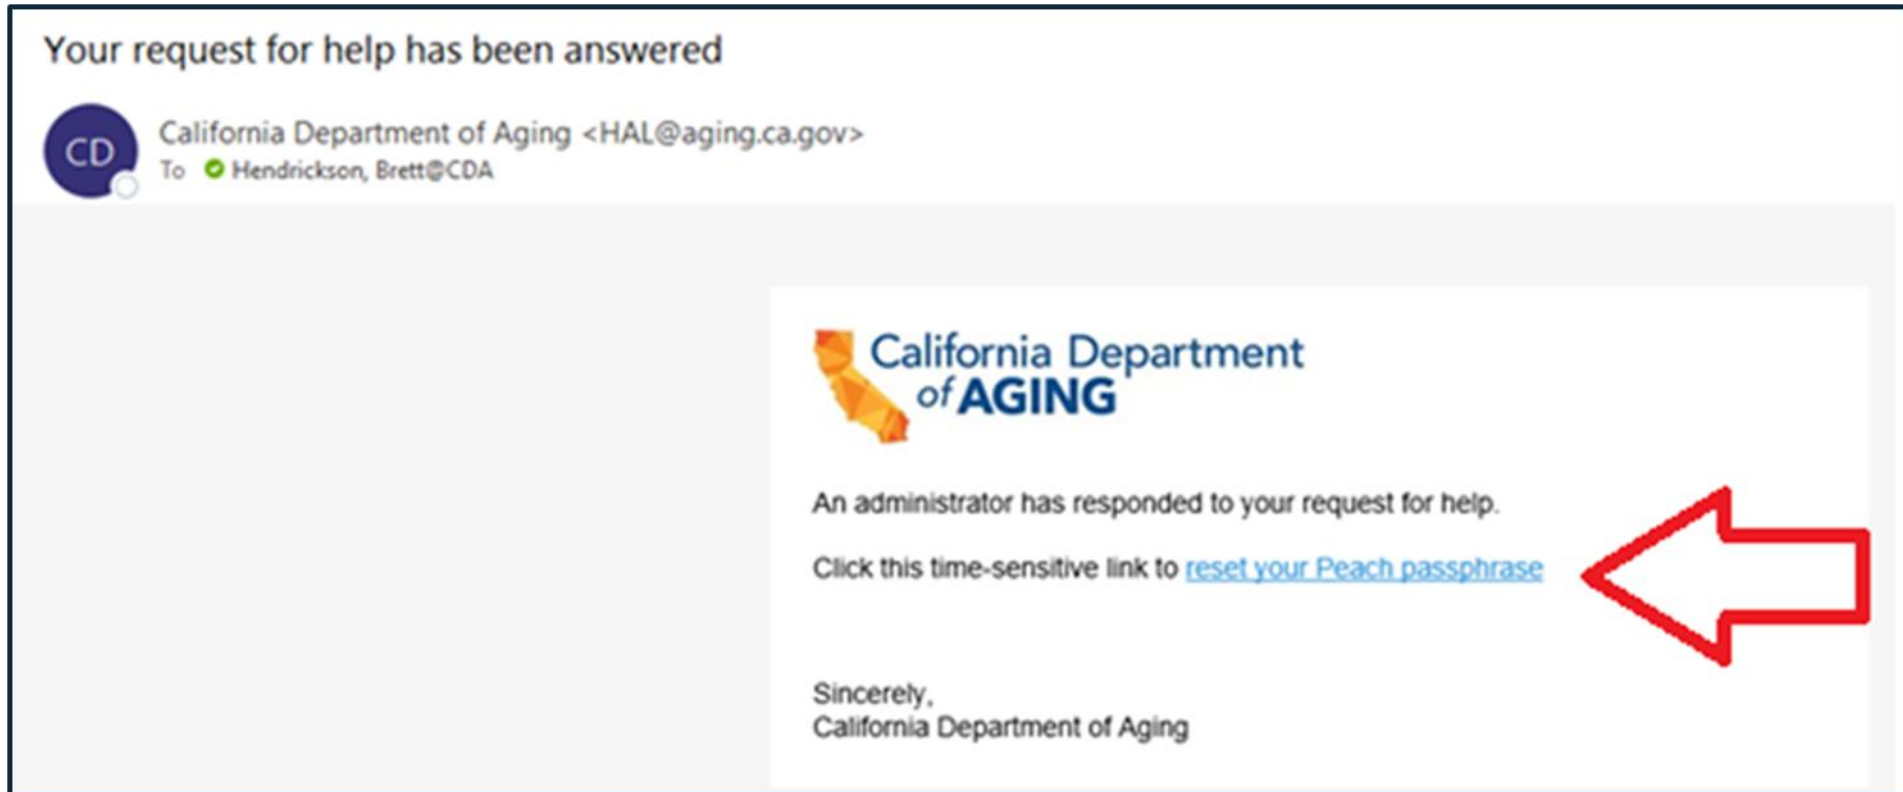 Your request for help has been answered
CD
California Department of Aging <HAL@aging.ca.gov>
To Hendrickson, Brett@CDA
California Department
of AGING
An administrator has responded to your request for help.
Click this time-sensitive link to reset your Peach passphrase
Sincerely,
California Department of Aging